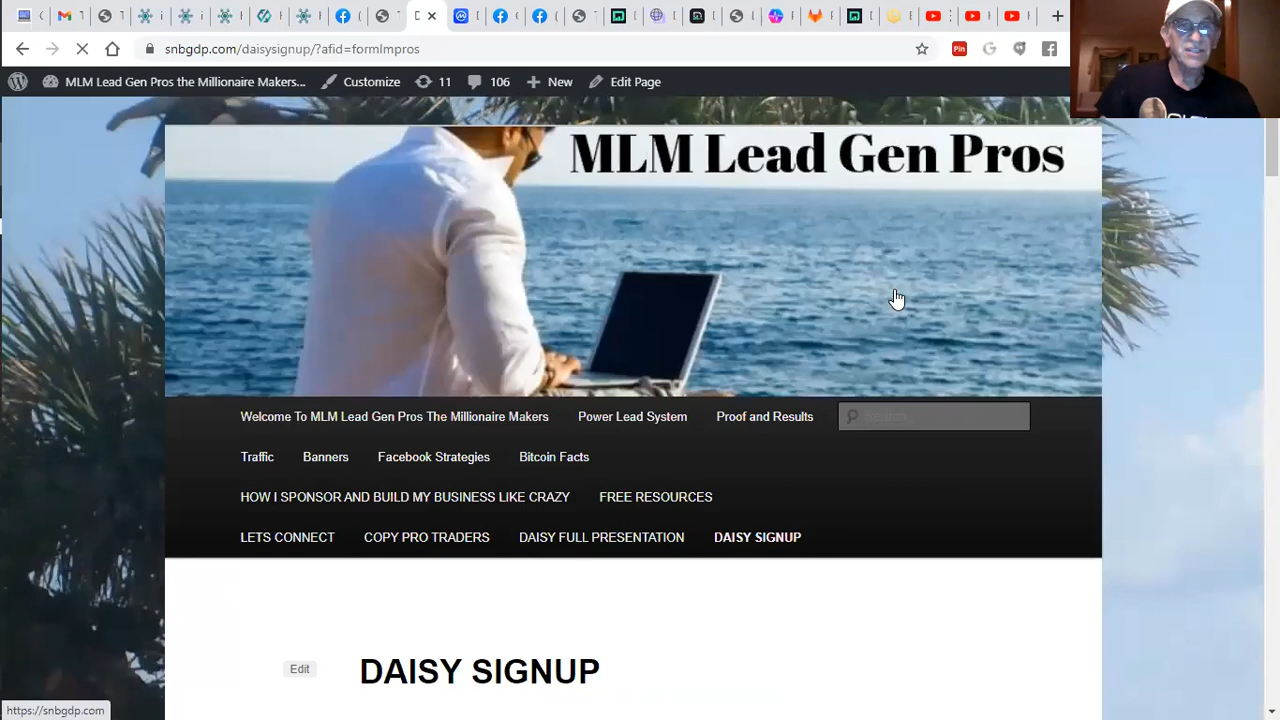 snbgdp.com/daisysignup/?afid=formlmpros
Pin
MLM Lead Gen Pros the Millionaire Makers...
Customize
11
106
New
Edit Page
MLM Lead Gen Pros
Welcome To MLM Lead Gen Pros The Millionaire Makers
Power Lead System
Proof and Results
Traffic
Banners
Facebook Strategies
Bitcoin Facts
HOW I SPONSOR AND BUILD MY BUSINESS LIKE CRAZY
FREE RESOURCES
LETS CONNECT
COPY PRO TRADERS
DAISY FULL PRESENTATION
DAISY SIGNUP
Edit
DAISY SIGNUP
https://snbgdp.com